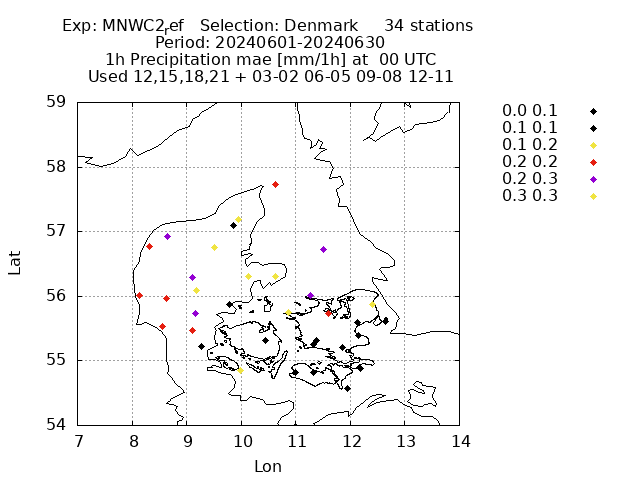 Exp: MNWC2ref   Selection: Denmark     34 stations
Period: 20240601-20240630
1h Precipitation mae [mm/1h] at  00 UTC
Used 12,15,18,21 + 03-02 06-05 09-08 12-11
0.0 0.1
0.1 0.1
0.1 0.2
0.2 0.2
0.2 0.3
0.3 0.3
59
58
57
56
55
54
Lat
7 8 9 10 11 12 13 14
Lon